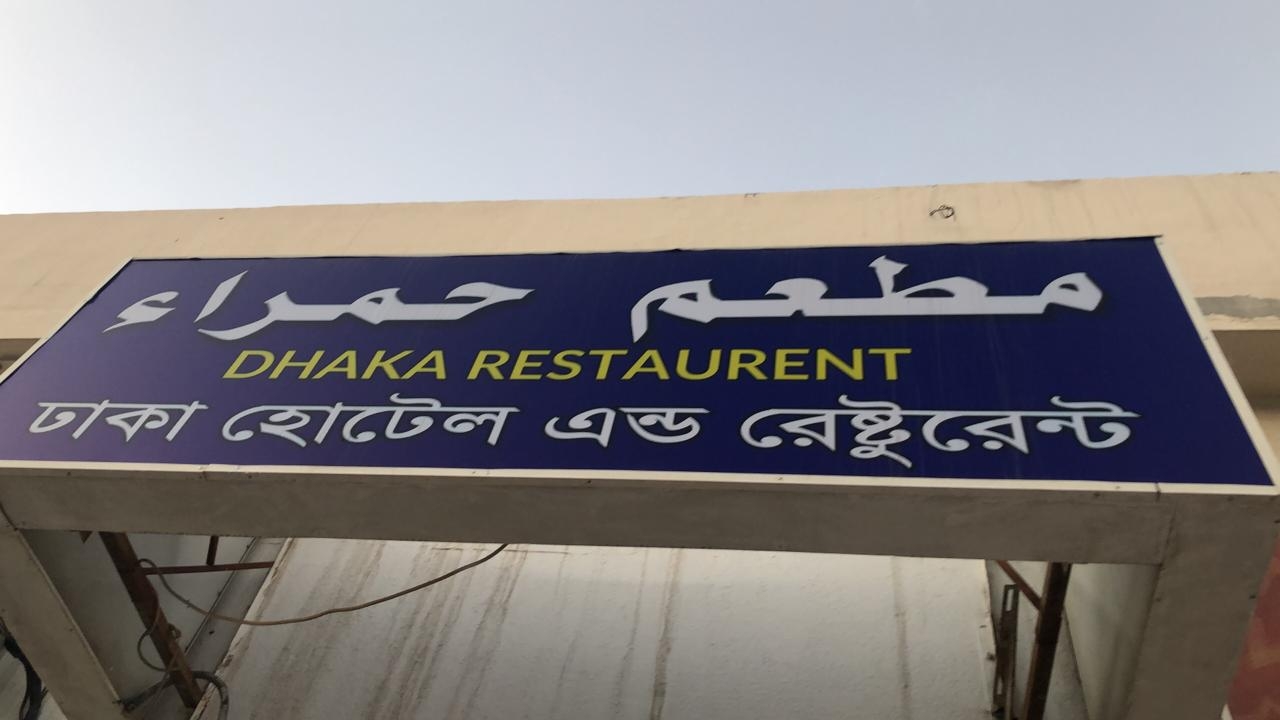 مطعم حمراء
DHAKA RESTAURENT
ঢাকা হোটেল এন্ড রেষ্টুরেন্ট